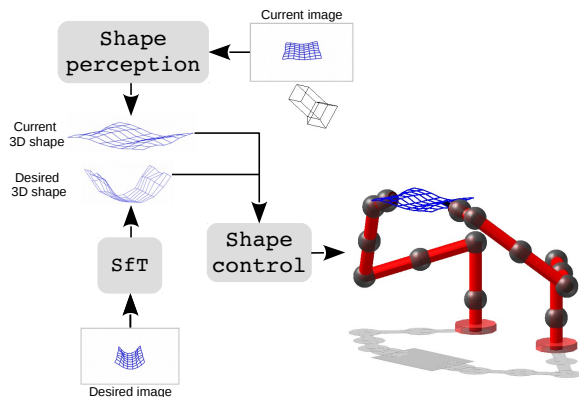 Current image
Shape
perception
Current
3D shape
Desired
3D shape
Shape
control
SfT
Desired image